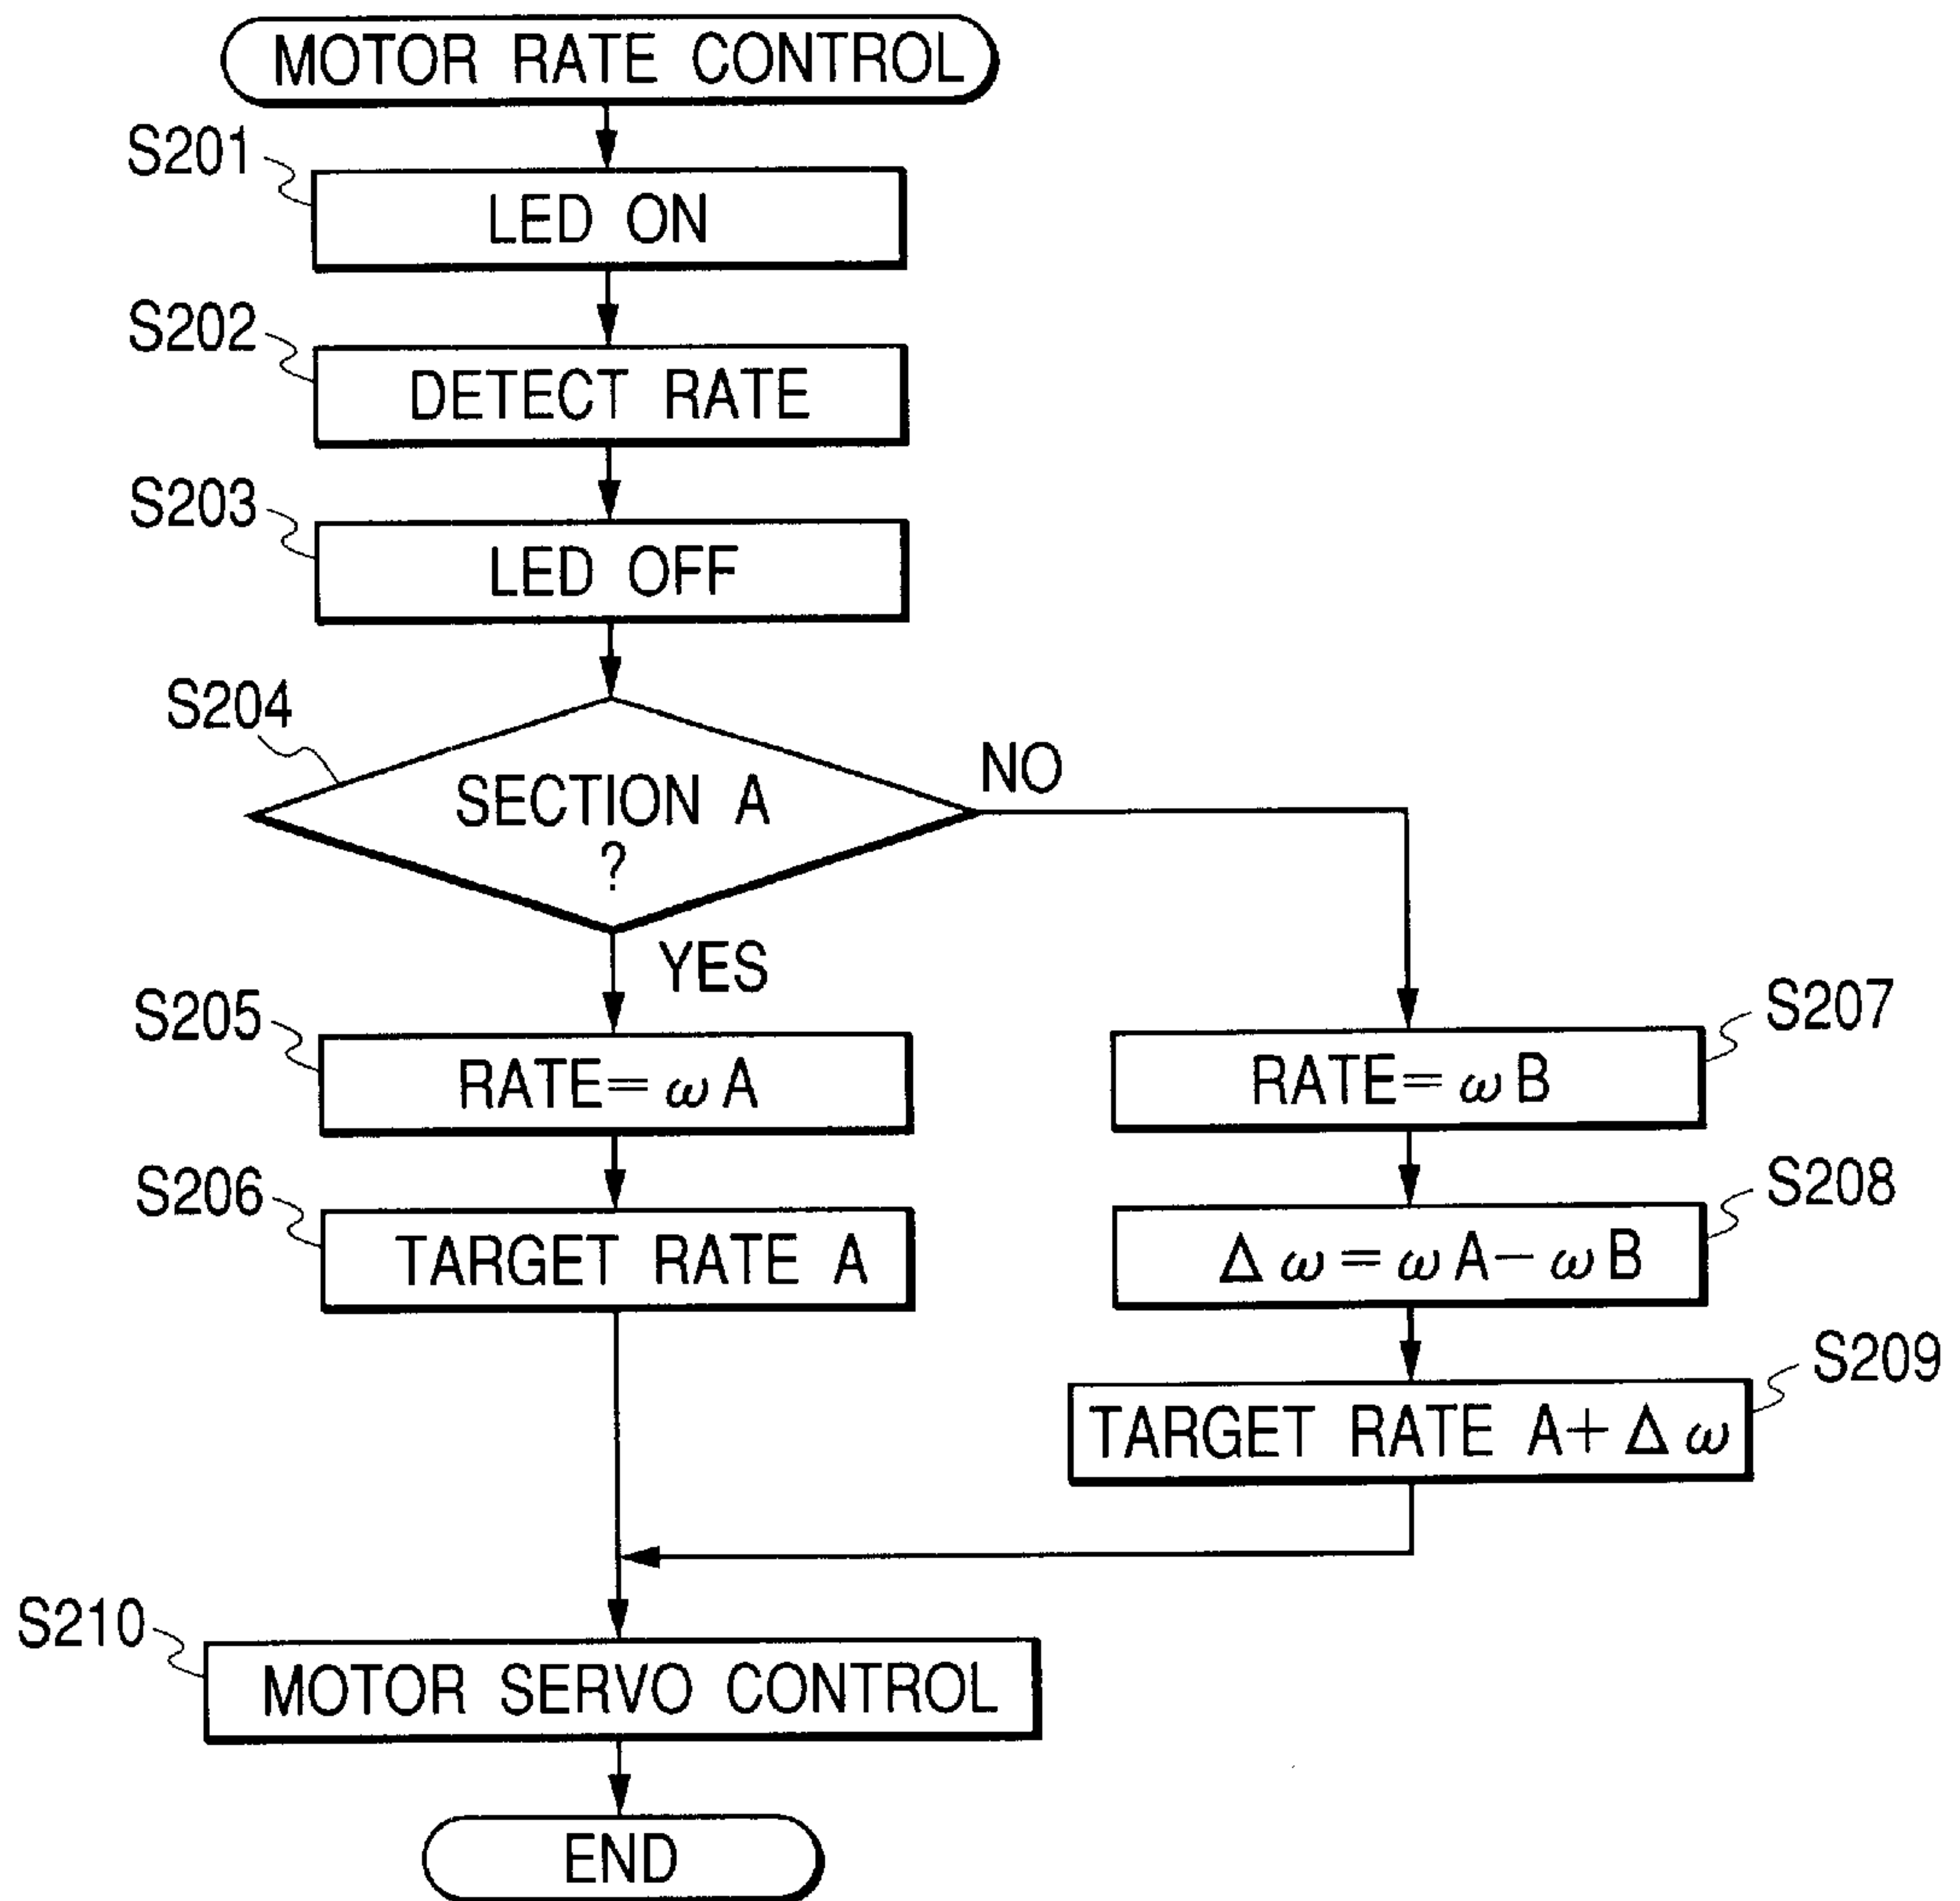 MOTOR RATE CONTROL
S201
LED ON
S202
DETECT RATE
S203
LED OFF
S204
SECTION A
?
NO
YES
S205
RATE=ωA
S206
TARGET RATE A
S207
RATE=ωB
S208
Δω=ωA−ωB
S209
TARGET RATE A+Δω
S210
MOTOR SERVO CONTROL
END